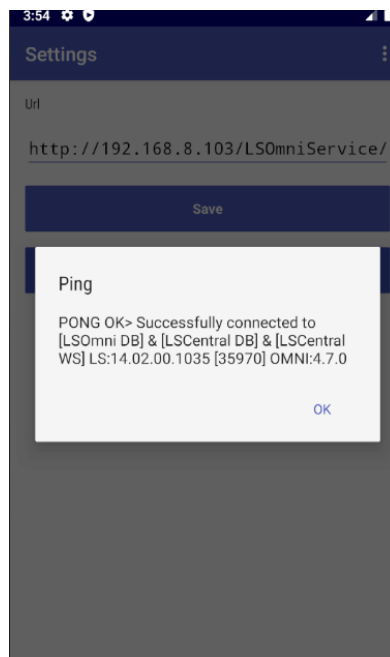 3:54
Settings
Url
http://192.168.8.103/LSOmniService/
Save
Ping
PONG OK> Successfully connected to
[LSOmni DB] & [LSCentral DB] & [LSCentral
WS] LS:14.02.00.1035 [35970] OMNI:4.7.0
OK